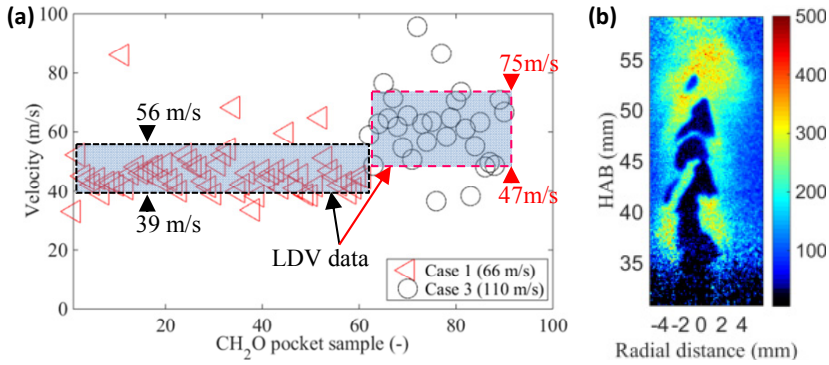 (a)
100
80
60
40
20
0
Velocity (m/s)
56 m/s
39 m/s
75m/s
47m/s
LDV data
Case 1 (66 m/s)
Case 3 (110 m/s)
20 40 60 80 100
CH₂O pocket sample (-)
(b)
55
50
45
40
35
HAB (mm)
-4 -2 0 2 4
Radial distance (mm)
500
400
300
200
100